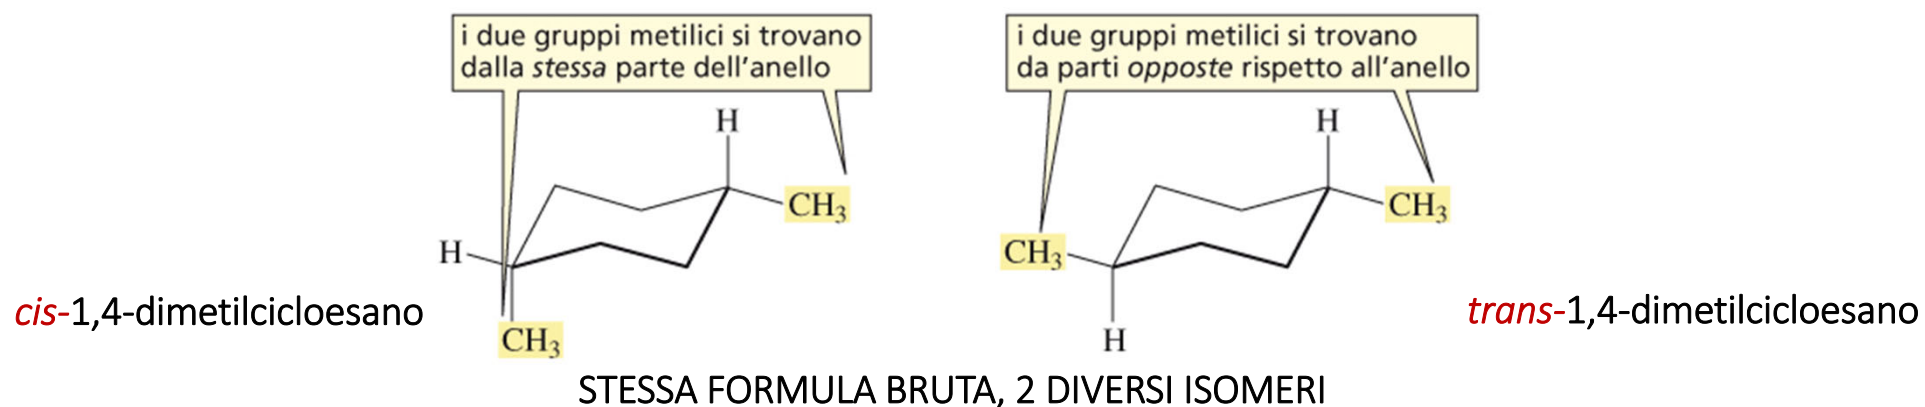 i due gruppi metilici si trovano
dalla stessa parte dell'anello
i due gruppi metilici si trovano
da parti opposte rispetto all'anello
H
CH3
H
CH3
H
CH3
CH3
H
cis-1,4-dimetilcicloesano
trans-1,4-dimetilcicloesano
STESSA FORMULA BRUTA, 2 DIVERSI ISOMERI